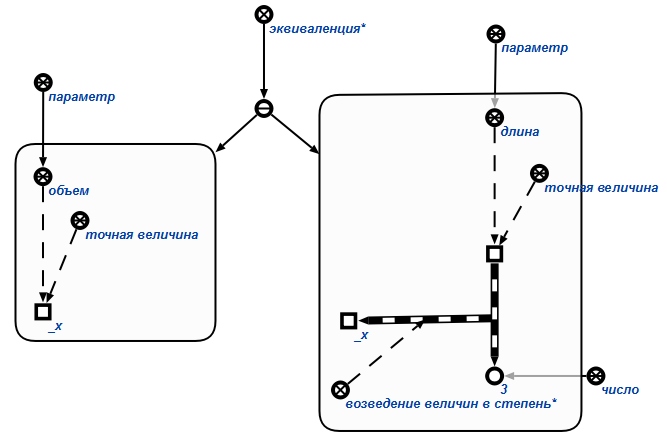 эквиваленция*
параметр
параметр
длина
объем
точная величина
точная величина
_x
_x
3
число
возведение величин в степень*